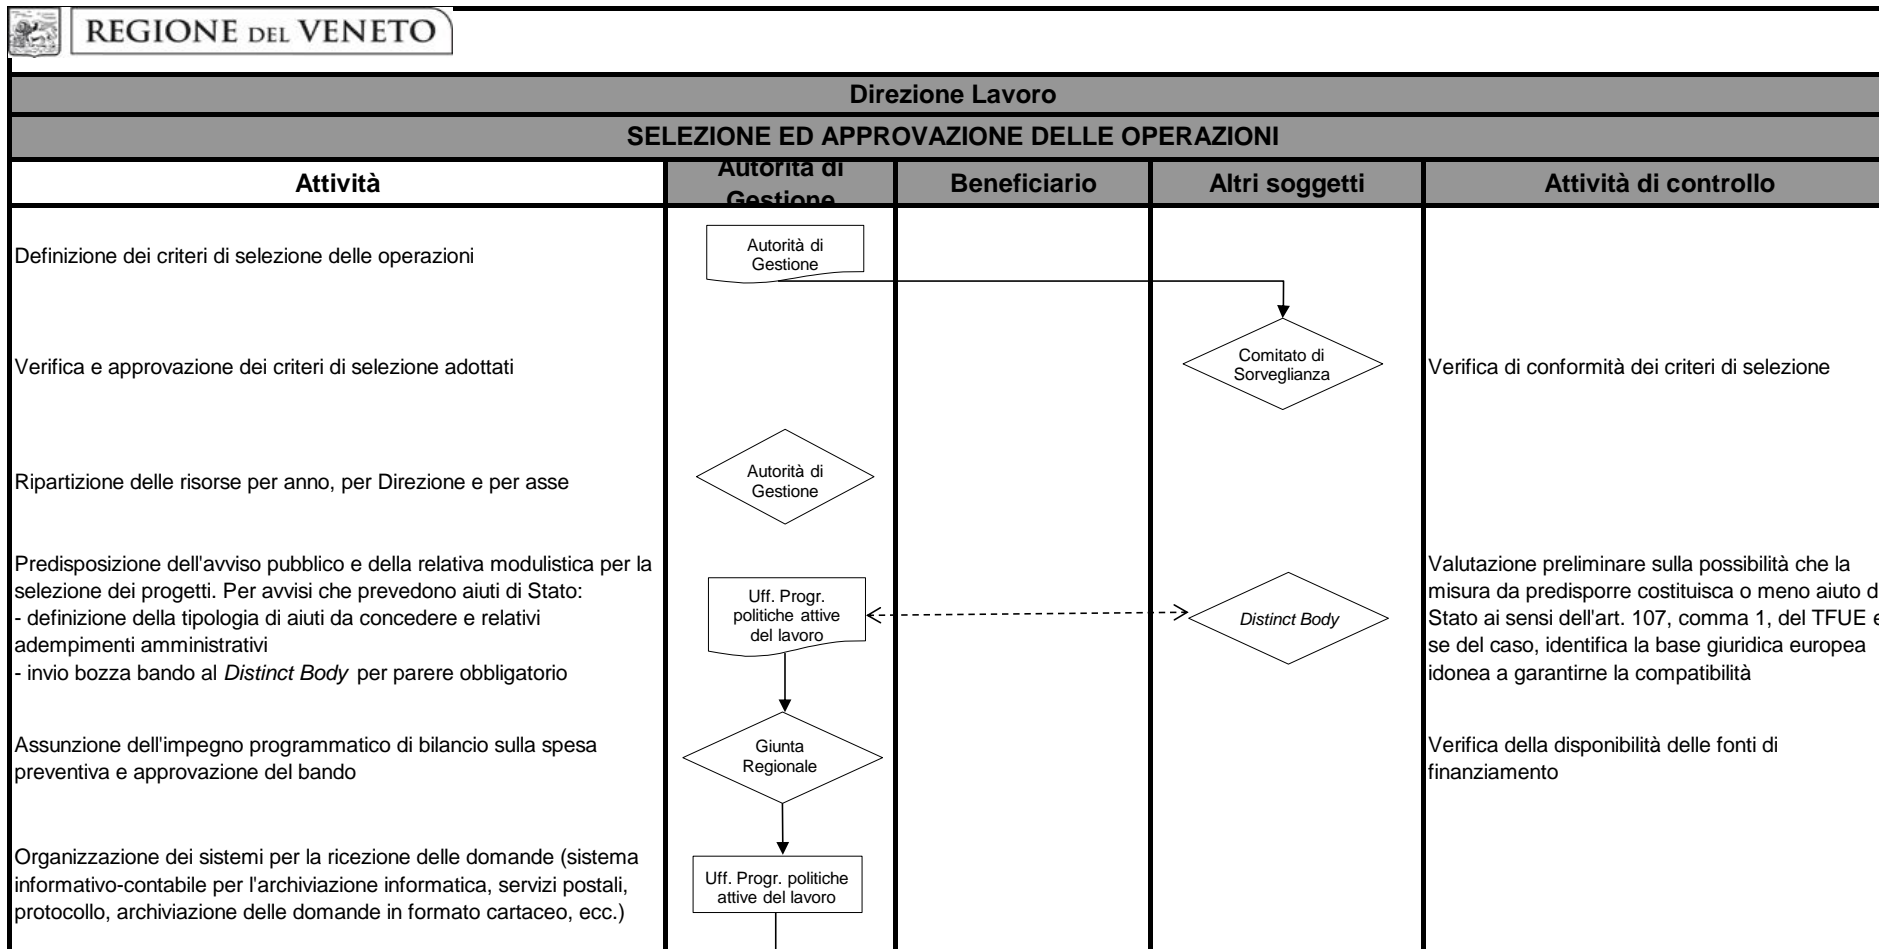 REGIONE DEL VENETO
Direzione Lavoro
SELEZIONE ED APPROVAZIONE DELLE OPERAZIONI
Attività
Autorità di
Gestione
Beneficiario
Altri soggetti
Attività di controllo
Definizione dei criteri di selezione delle operazioni
Autorità di
Gestione
Verifica e approvazione dei criteri di selezione adottati
Comitato di
Sorveglianza
Verifica di conformità dei criteri di selezione
Ripartizione delle risorse per anno, per Direzione e per asse
Autorità di
Gestione
Predisposizione dell'avviso pubblico e della relativa modulistica per la
selezione dei progetti. Per avvisi che prevedono aiuti di Stato:
- definizione della tipologia di aiuti da concedere e relativi
adempimenti amministrativi
- invio bozza bando al Distinct Body per parere obbligatorio
Uff. Progr.
politiche attive
del lavoro
Distinct Body
Valutazione preliminare sulla possibilità che la
misura da predisporre costituisca o meno aiuto d
Stato ai sensi dell'art. 107, comma 1, del TFUE e
se del caso, identifica la base giuridica europea
idonea a garantirne la compatibilità
Assunzione dell'impegno programmatico di bilancio sulla spesa
preventiva e approvazione del bando
Giunta
Regionale
Verifica della disponibilità delle fonti di
finanziamento
Organizzazione dei sistemi per la ricezione delle domande (sistema
informativo-contabile per l'archiviazione informatica, servizi postali,
protocollo, archiviazione delle domande in formato cartaceo, ecc.)
Uff. Progr. politiche
attive del lavoro